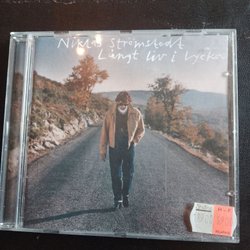 Niklas Strömstedt
Långt liv i lycka